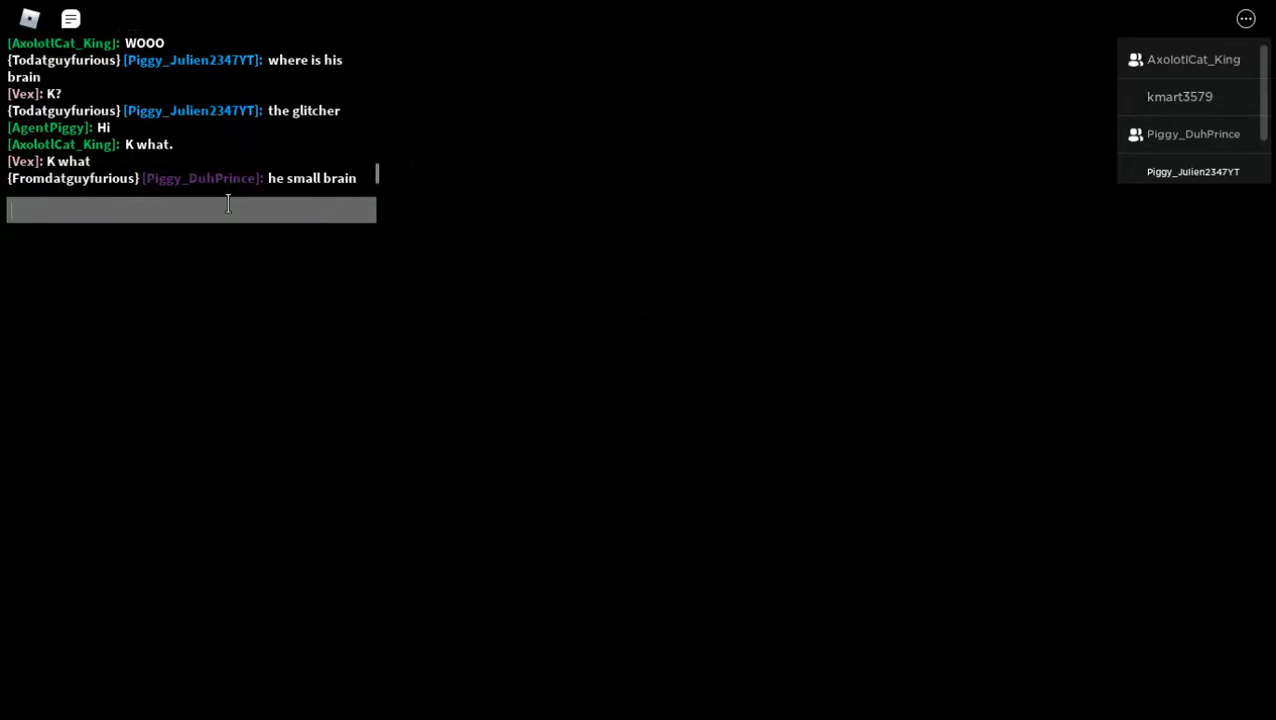 [AxolotlCat_King]: WOOO
{Todatguyfurious} [Piggy_Julien2347YT]: where is his
brain
[Vex]: K?
{Todatguyfurious} [Piggy_Julien2347YT]: the glitcher
[AgentPiggy]: Hi
[AxolotlCat_King]: K what.
[Vex]: K what
{Fromdatguyfurious} [Piggy_DuhPrince]: he small brain
AxolotlCat_King
kmart3579
Piggy_DuhPrince
Piggy_Julien2347YT